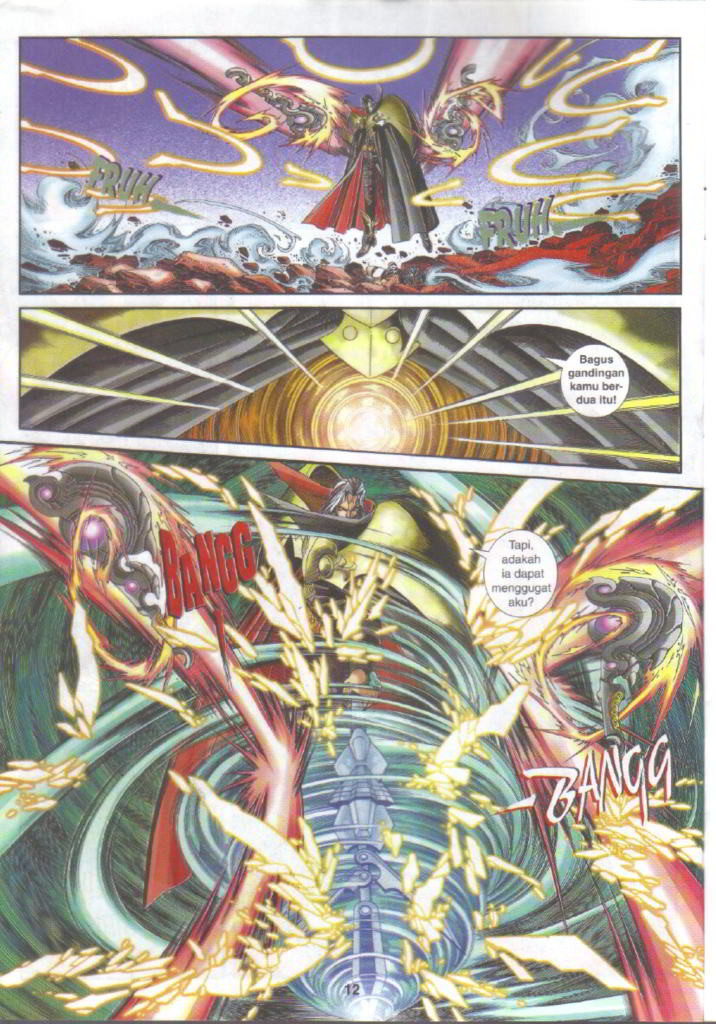 FRUH
FRUH
Bagus
gandingan
kamu ber-
dua itu!
BANGG
Tapi,
adakah
ia dapat
menggugat
aku?
BANGG
12